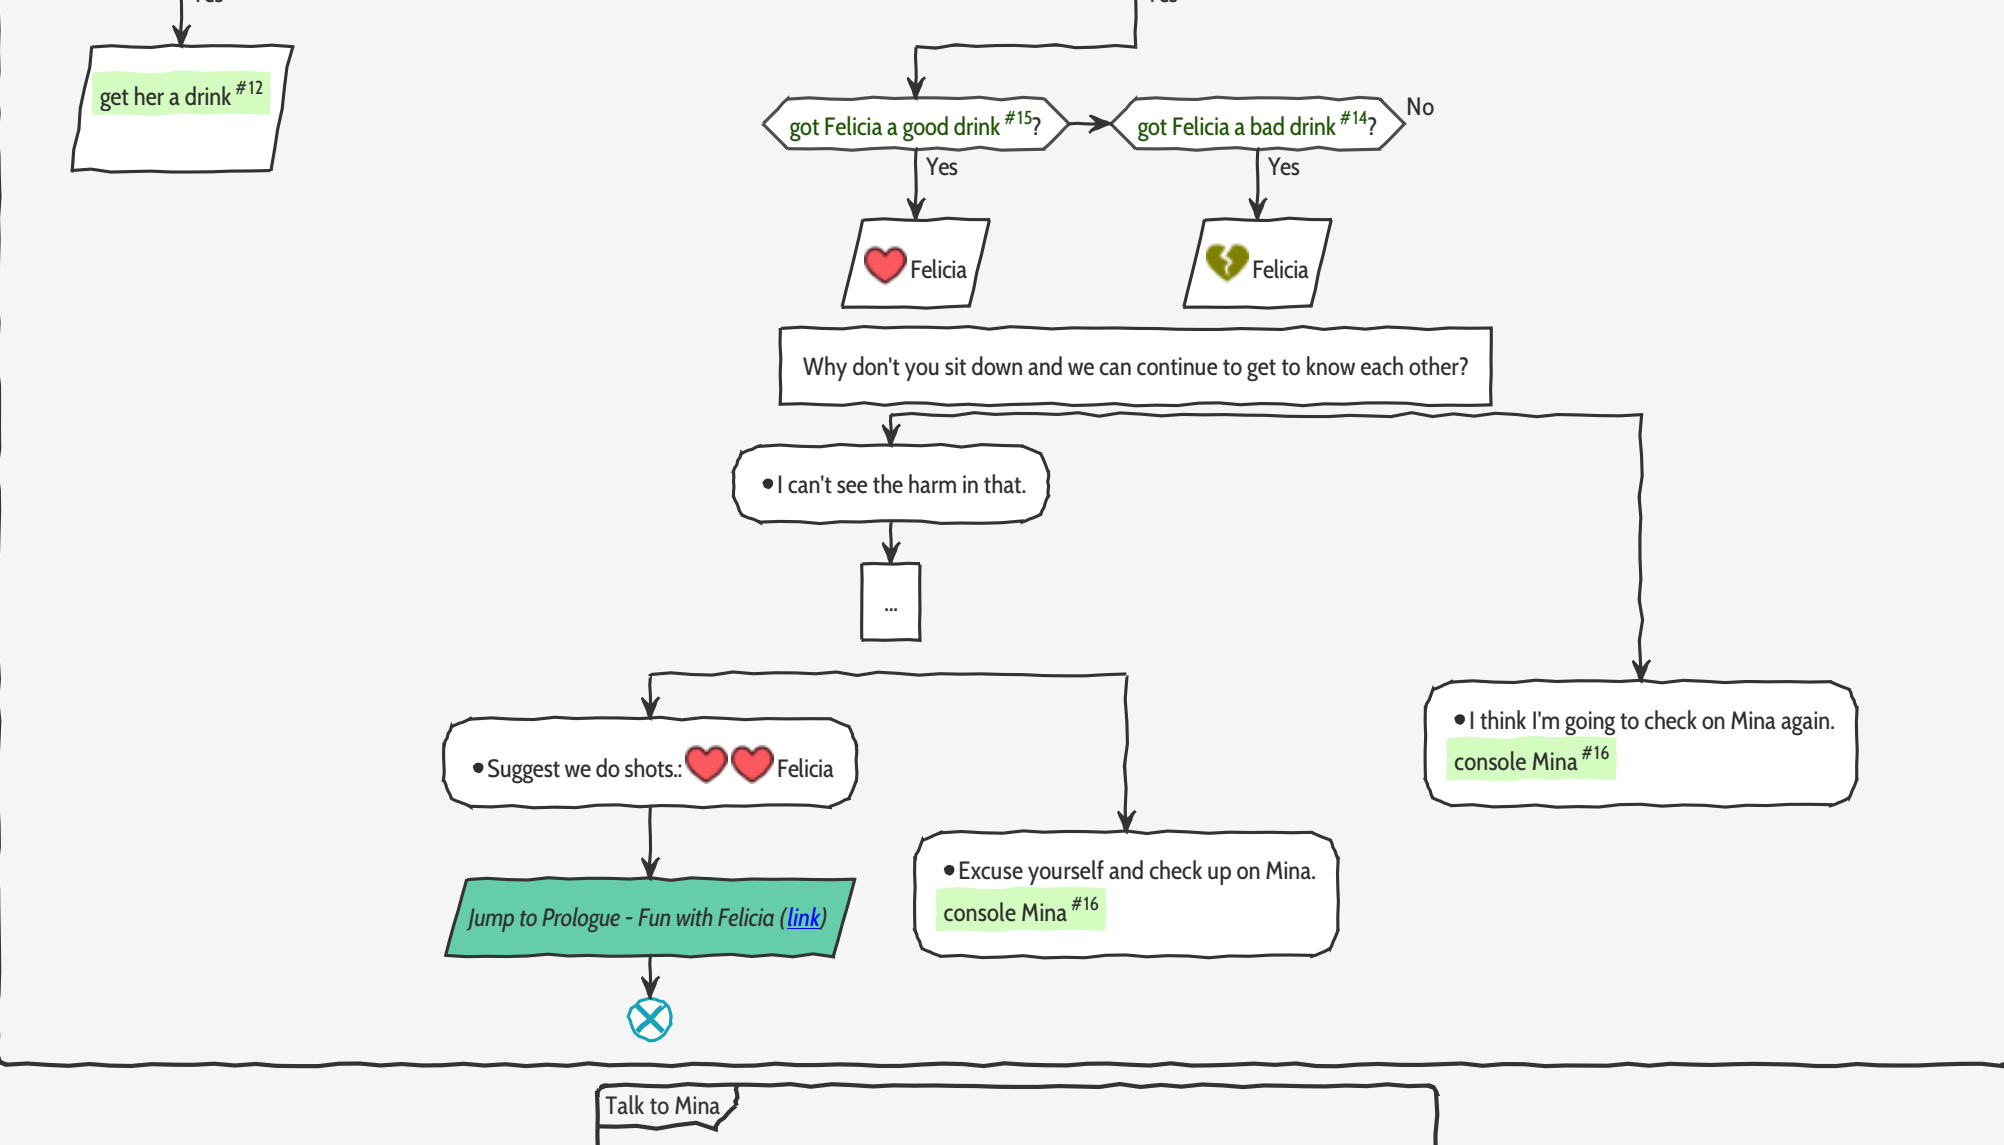 Yes
Yes
get her a drink #12
got Felicia a good drink #15?
got Felicia a bad drink #14?
No
Yes
Yes
Felicia
Felicia
Why don't you sit down and we can continue to get to know each other?
•I can't see the harm in that.
...
•Suggest we do shots.: Felicia
•I think I'm going to check on Mina again.
console Mina #16
•Excuse yourself and check up on Mina.
console Mina #16
Jump to Prologue - Fun with Felicia (link)
Talk to Mina